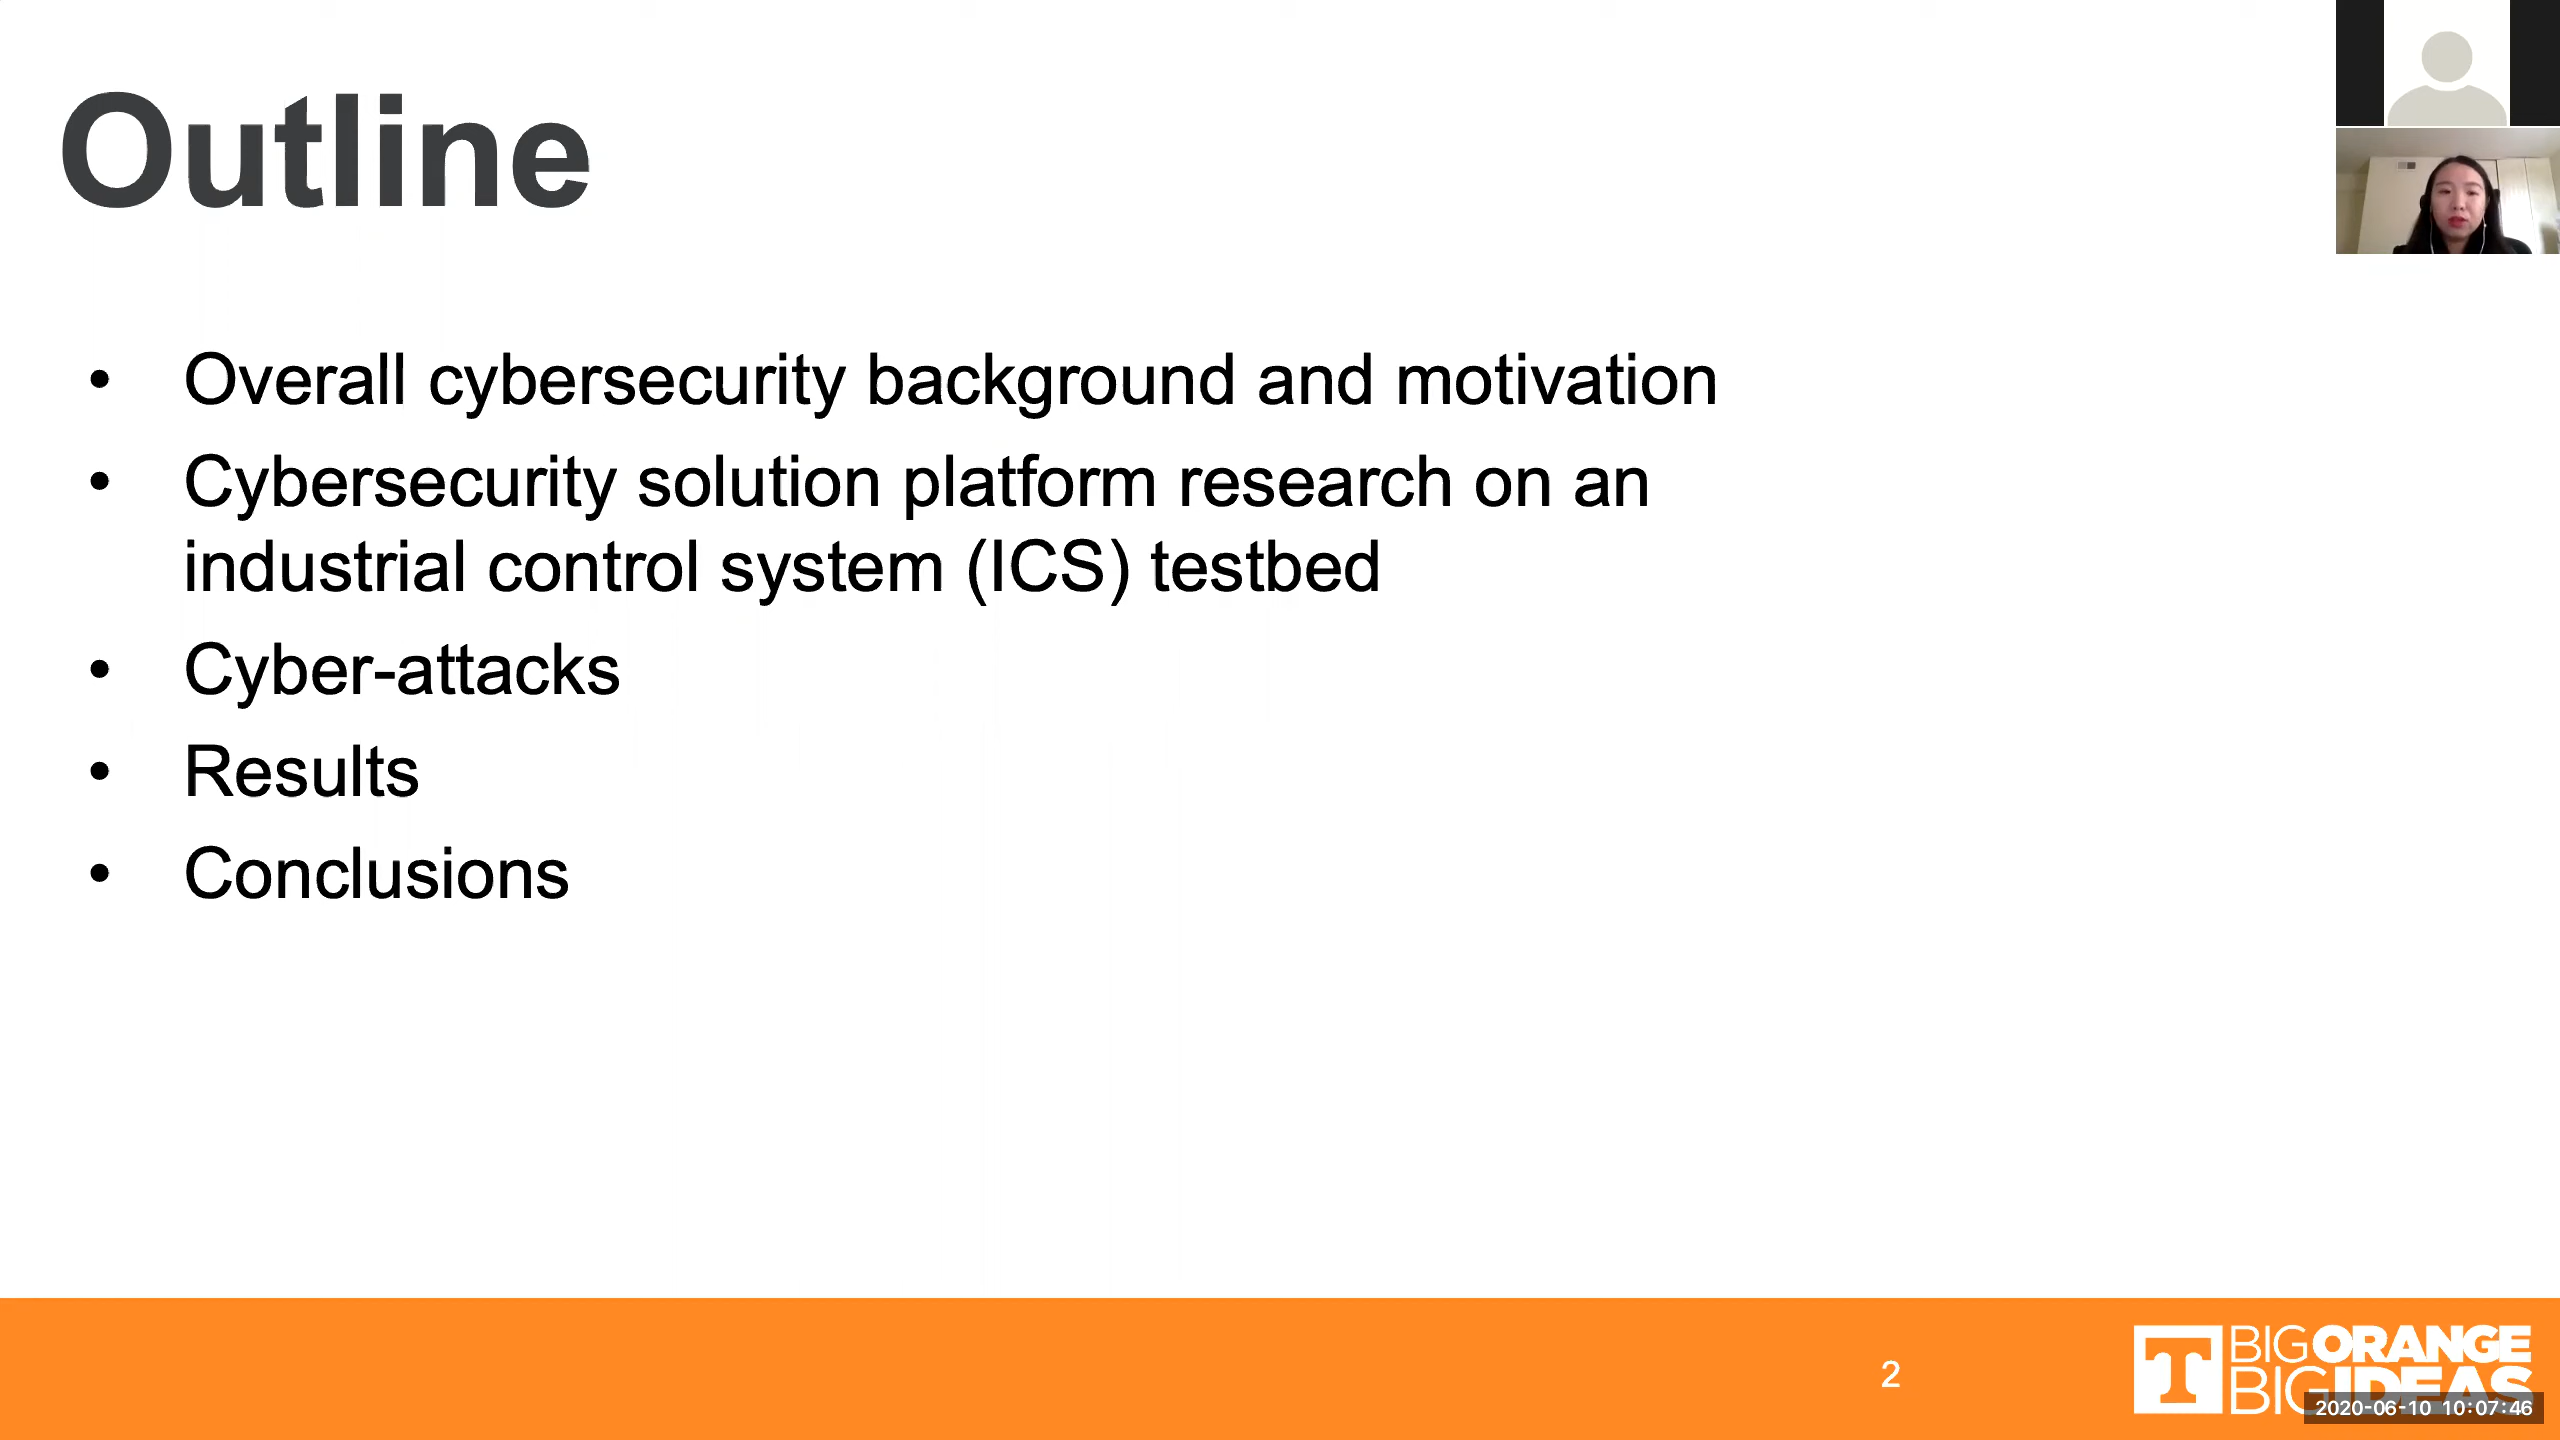 Outline
• Overall cybersecurity background and motivation
• Cybersecurity solution platform research on an
industrial control system (ICS) testbed
• Cyber-attacks
• Results
• Conclusions
2
T
BIG ORANGE
BIG IDEAS
2020-06-10 10:07:46